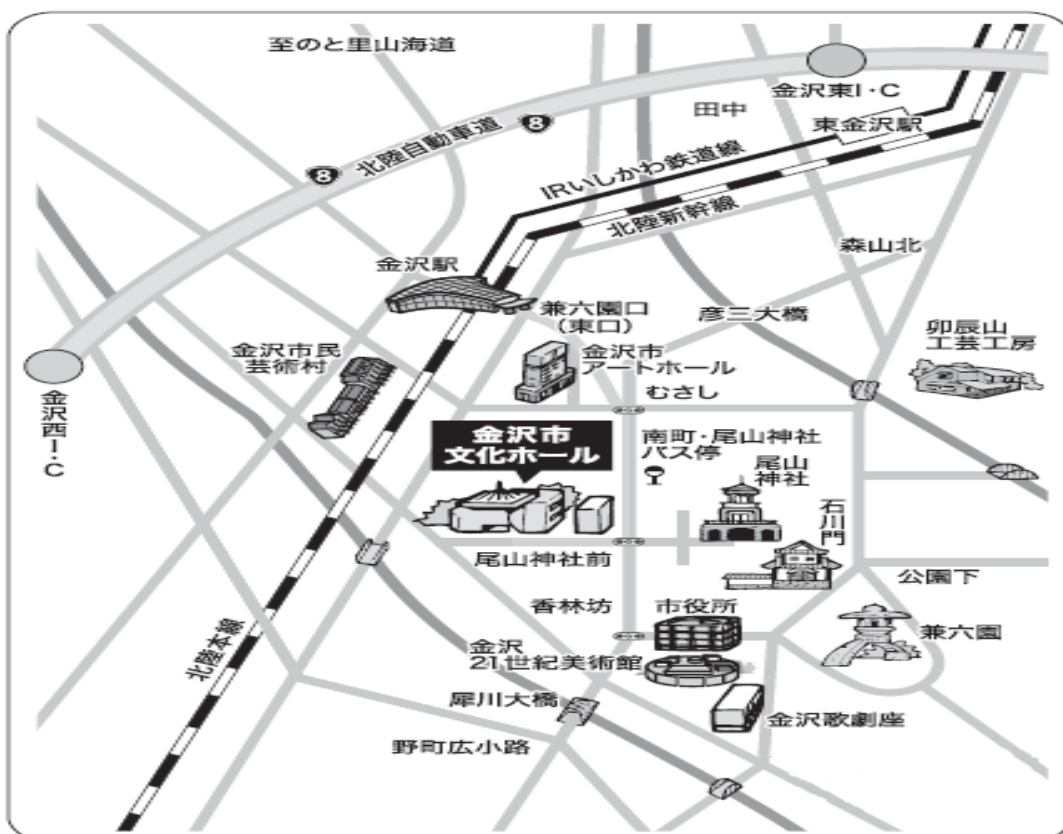 至のと里山海道
金沢東I・C
田中
東金沢駅
8
北陸自動車道
8
IRいしかわ鉄道線
北陸新幹線
森山北
金沢駅
兼六園口
(東口)
彦三大橋
卯辰山
工芸工房
金沢市民
芸術村
金沢市
アートホール
むさし
金沢西I・C
金沢市
文化ホール
南町・尾山神社
バス停
尾山
神社
石川門
尾山神社前
公園下
香林坊
市役所
兼六園
北陸本線
金沢
21世紀美術館
犀川大橋
金沢歌劇座
野町広小路